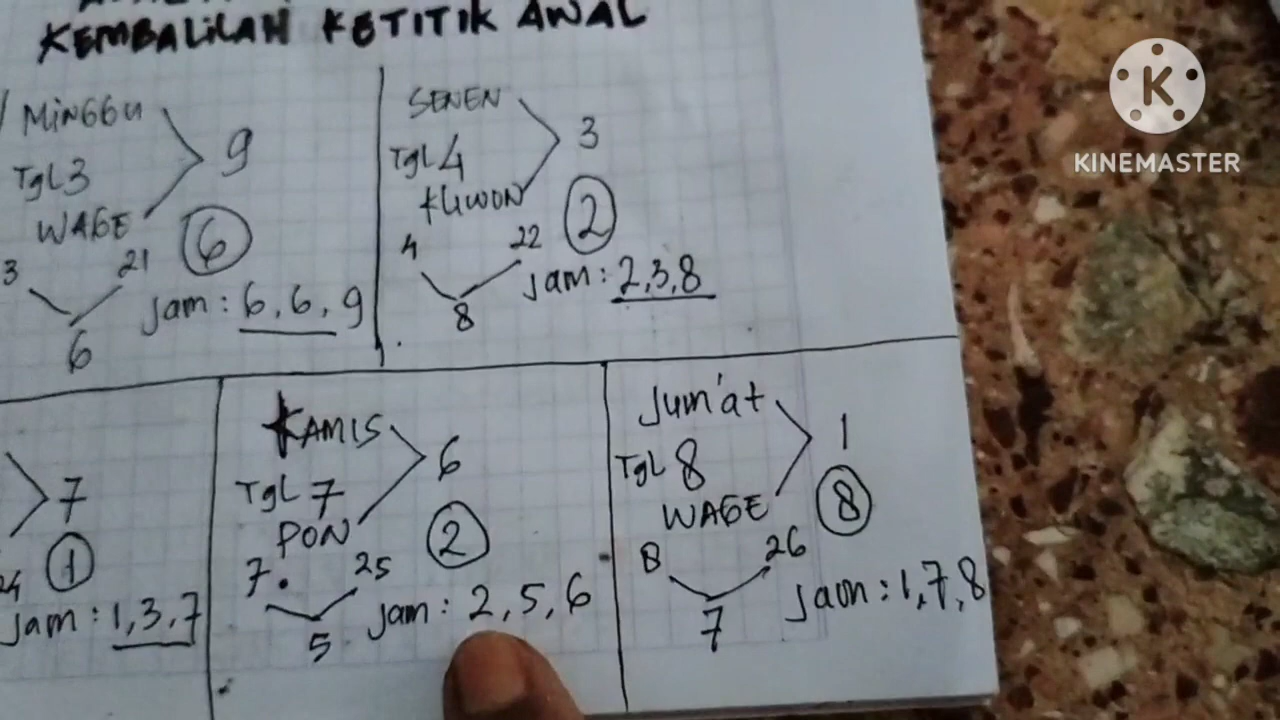 KEMBALILAH KETITIK AWAL
MINGGU
TgL 3
WAGE
9
6
3 21
6
jam : 6, 6, 9
SENEN
TgL 4
KLIWON
3
2
4 22
8
jam : 2, 3, 8
7
1
24
jam : 1, 3, 7
KAMIS
TgL 7
PON
6
2
7 25
5
jam : 2, 5, 6
Jum'at
TgL 8
WAGE
1
8
8 26
7
jam : 1, 7, 8
K
KINEMASTER